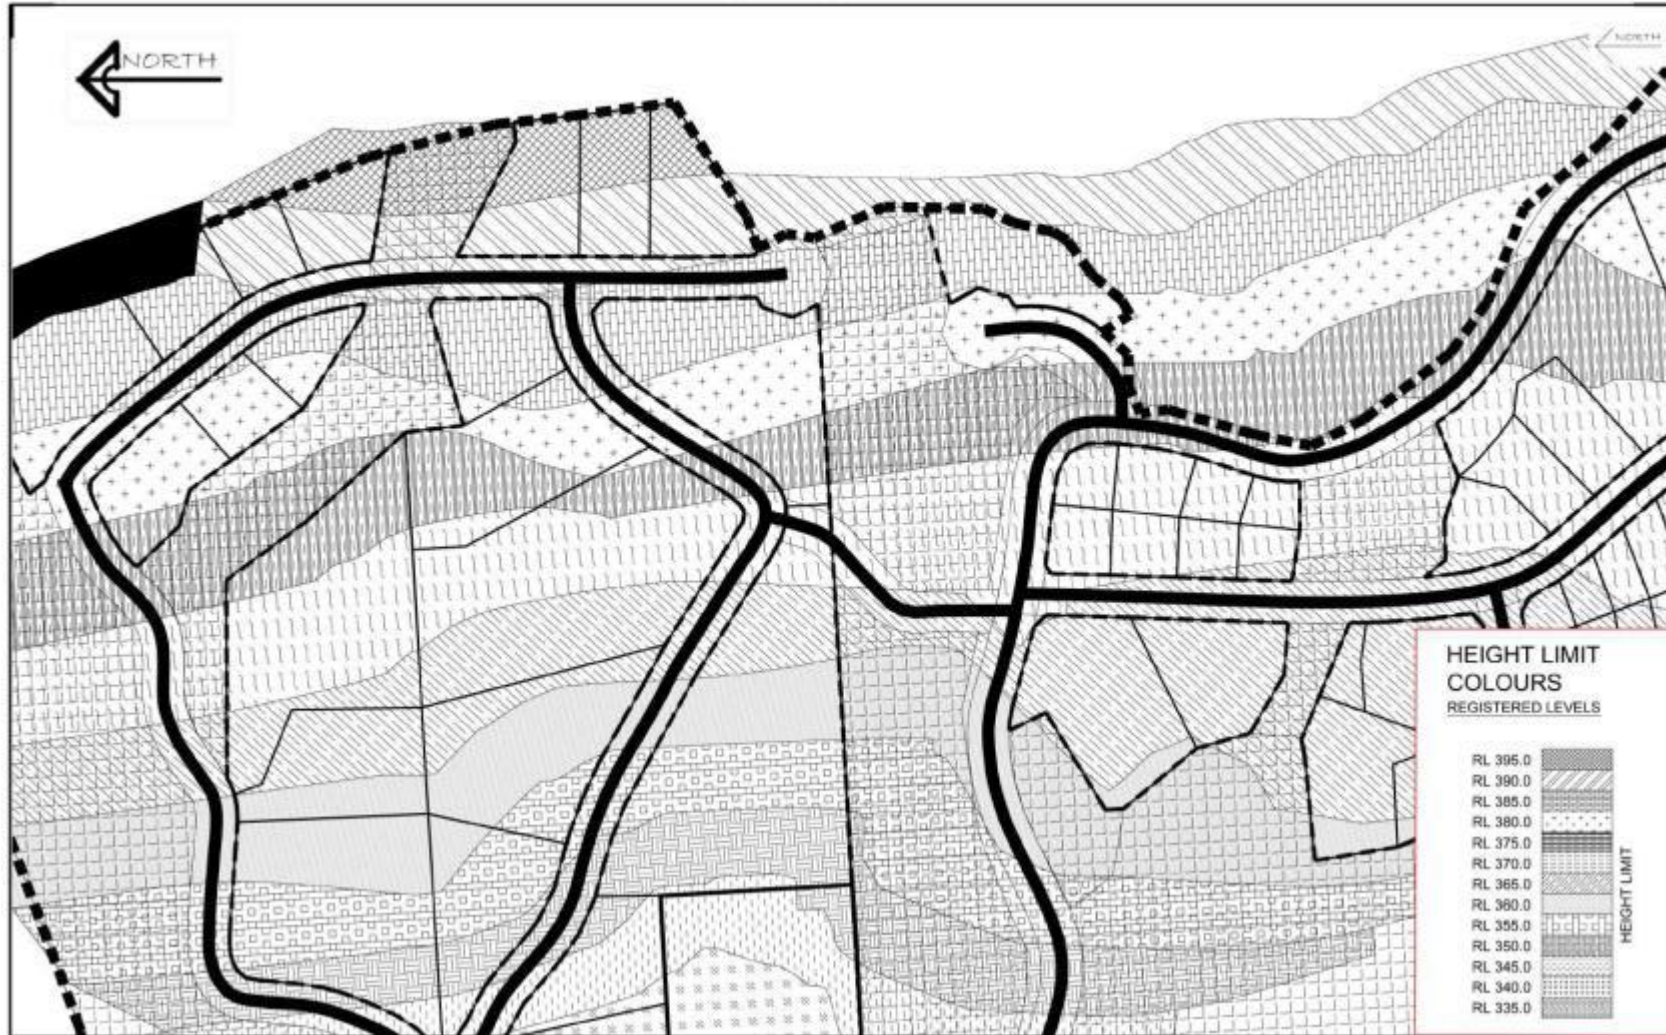 NORTH
NORTH
HEIGHT LIMIT
COLOURS
REGISTERED LEVELS
RL 395.0
RL 390.0
RL 385.0
RL 380.0
RL 375.0
RL 370.0
RL 365.0
RL 360.0
RL 355.0
RL 350.0
RL 345.0
RL 340.0
RL 335.0
HEIGHT LIMIT